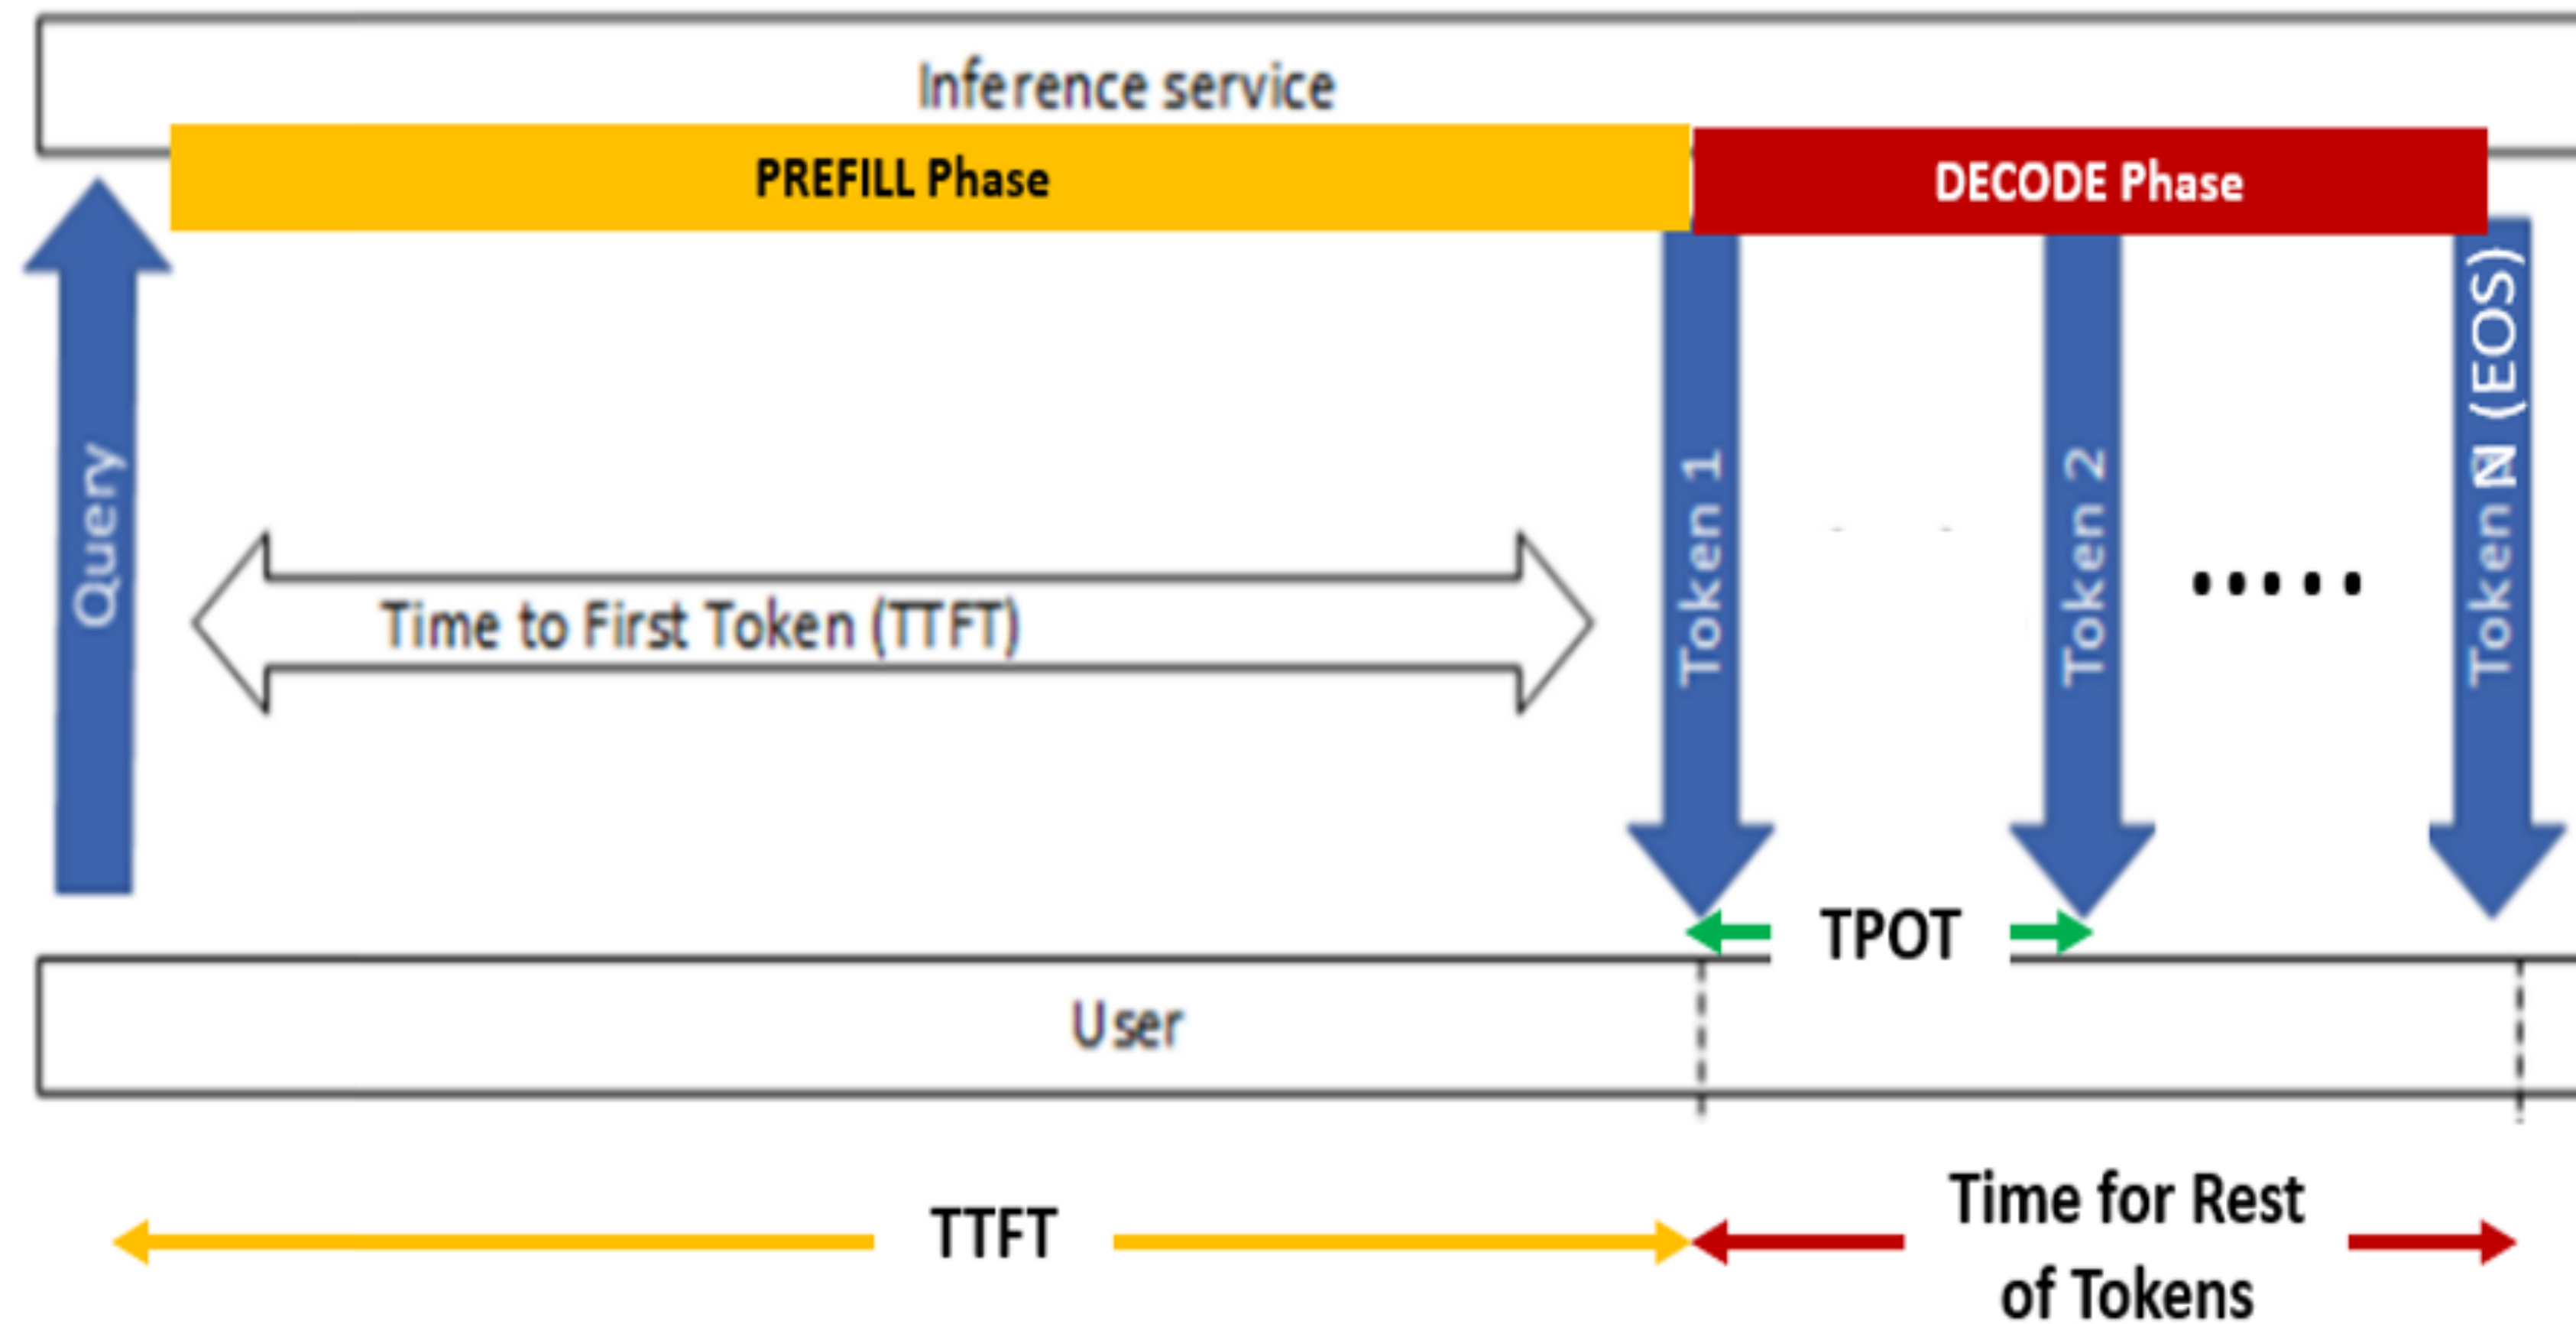 Inference service
PREFILL Phase
DECODE Phase
Query
Time to First Token (TTFT)
Token 1
Token 2
.....
Token N (EOS)
TPOT
User
TTFT
Time for Rest
of Tokens